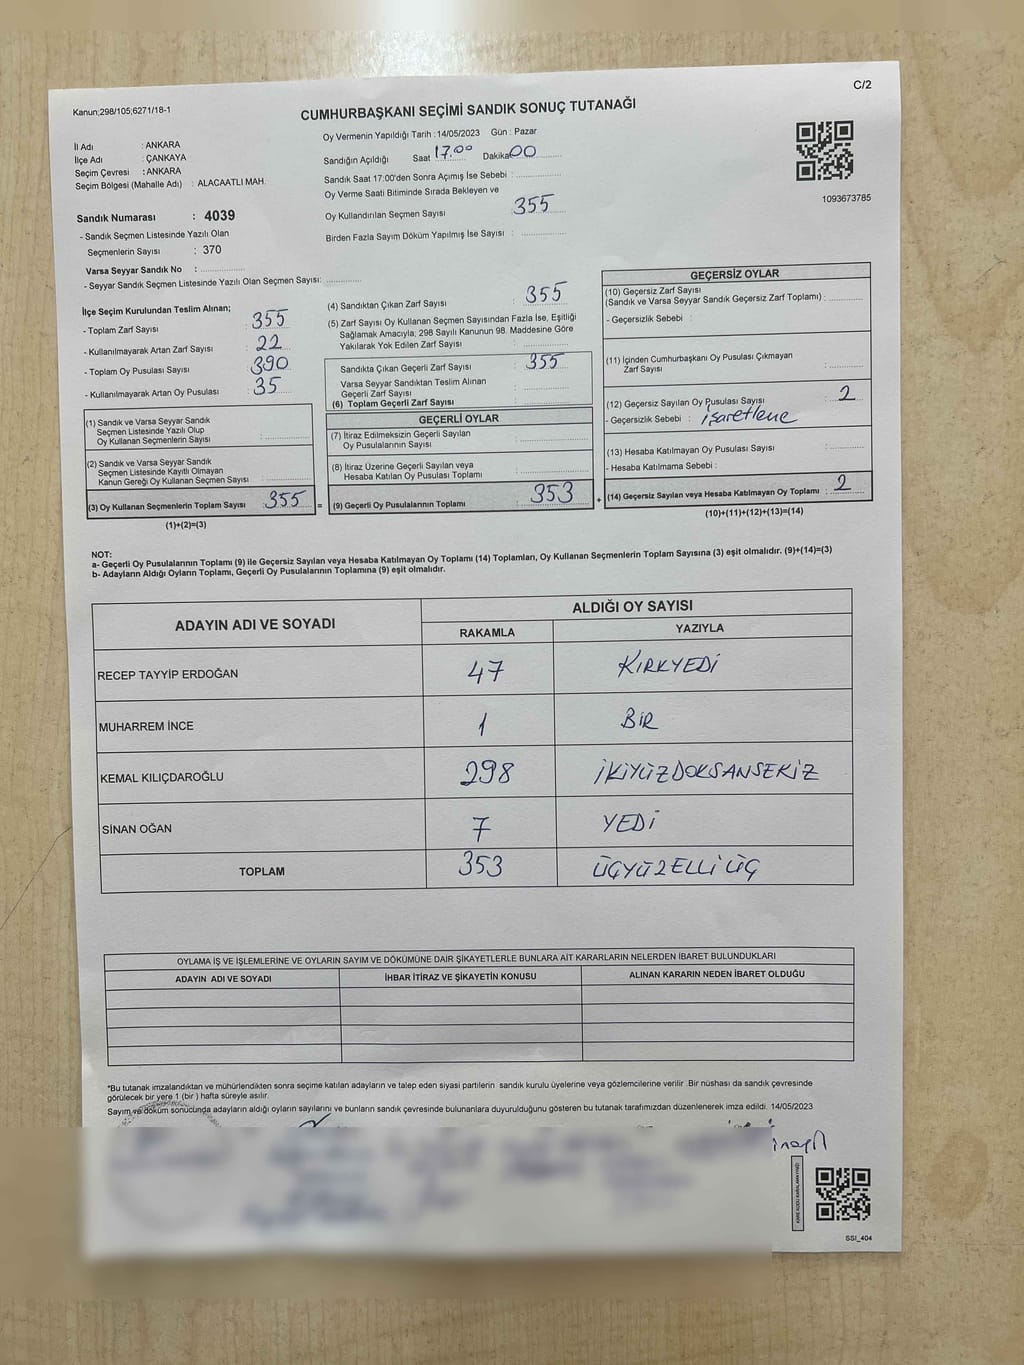 C/2
Kanun;298/105;6271/18-1
CUMHURBAŞKANI SEÇİMİ SANDIK SONUÇ TUTANAĞI
İl Adı : ANKARA
İlçe Adı : ÇANKAYA
Seçim Çevresi : ANKARA
Seçim Bölgesi (Mahalle Adı) : ALACAATLI MAH.
Oy Vermenin Yapıldığı Tarih : 14/05/2023 Gün : Pazar
Sandığın Açıldığı Saat 17.00 Dakika 00
Sandık Saat 17:00'den Sonra Açımış İse Sebebi :
Oy Verme Saati Bitiminde Sırada Bekleyen ve
Oy Kullandırılan Seçmen Sayısı 355
Birden Fazla Sayım Döküm Yapılmış İse Sayısı :
1093673785
Sandık Numarası : 4039
- Sandık Seçmen Listesinde Yazılı Olan
Seçmenlerin Sayısı : 370
Varsa Seyyar Sandık No :
- Seyyar Sandık Seçmen Listesinde Yazılı Olan Seçmen Sayısı:
İlçe Seçim Kurulundan Teslim Alınan;
- Toplam Zarf Sayısı : 355
- Kullanılmayarak Artan Zarf Sayısı : 22
- Toplam Oy Pusulası Sayısı : 390
- Kullanılmayarak Artan Oy Pusulası : 35
(1) Sandık ve Varsa Seyyar Sandık
Seçmen Listesinde Yazılı Olup
Oy Kullanan Seçmenlerin Sayısı :
(2) Sandık ve Varsa Seyyar Sandık
Seçmen Listesinde Kayıtlı Olmayan
Kanun Gereği Oy Kullanan Seçmen Sayısı :
(3) Oy Kullanan Seçmenlerin Toplam Sayısı : 355 =
(1)+(2)=(3)
(4) Sandıktan Çıkan Zarf Sayısı : 355
(5) Zarf Sayısı Oy Kullanan Seçmen Sayısından Fazla İse, Eşitliği
Sağlamak Amacıyla; 298 Sayılı Kanunun 98. Maddesine Göre
Yakılarak Yok Edilen Zarf Sayısı :
Sandıkta Çıkan Geçerli Zarf Sayısı : 355
Varsa Seyyar Sandıktan Teslim Alınan
Geçerli Zarf Sayısı :
(6) Toplam Geçerli Zarf Sayısı :
GEÇERLİ OYLAR
(7) İtiraz Edilmeksizin Geçerli Sayılan
Oy Pusulalarının Sayısı :
(8) İtiraz Üzerine Geçerli Sayılan veya
Hesaba Katılan Oy Pusulası Toplamı :
(9) Geçerli Oy Pusulalarının Toplamı : 353 +
GEÇERSİZ OYLAR
(10) Geçersiz Zarf Sayısı
(Sandık ve Varsa Seyyar Sandık Geçersiz Zarf Toplamı) :
- Geçersizlik Sebebi :
(11) İçinden Cumhurbaşkanı Oy Pusulası Çıkmayan
Zarf Sayısı :
(12) Geçersiz Sayılan Oy Pusulası Sayısı : 2
- Geçersizlik Sebebi : işaretleme
(13) Hesaba Katılmayan Oy Pusulası Sayısı :
- Hesaba Katılmama Sebebi :
(14) Geçersiz Sayılan veya Hesaba Katılmayan Oy Toplamı : 2
(10)+(11)+(12)+(13)=(14)
NOT:
a- Geçerli Oy Pusulalarının Toplamı (9) ile Geçersiz Sayılan veya Hesaba Katılmayan Oy Toplamı (14) Toplamları, Oy Kullanan Seçmenlerin Toplam Sayısına (3) eşit olmalıdır. (9)+(14)=(3)
b- Adayların Aldığı Oyların Toplamı, Geçerli Oy Pusulalarının Toplamına (9) eşit olmalıdır.
ADAYIN ADI VE SOYADI ALDIĞI OY SAYISI
RAKAMLA YAZIYLA
RECEP TAYYİP ERDOĞAN 47 KIRKYEDİ
MUHARREM İNCE 1 BİR
KEMAL KILIÇDAROĞLU 298 İKİYÜZDOKSANSEKİZ
SİNAN OĞAN 7 YEDİ
TOPLAM 353 ÜÇYÜZELLİÜÇ
OYLAMA İŞ VE İŞLEMLERİNE VE OYLARIN SAYIM VE DÖKÜMÜNE DAİR ŞİKAYETLERLE BUNLARA AİT KARARLARIN NELERDEN İBARET BULUNDUKLARI
ADAYIN ADI VE SOYADI İHBAR İTİRAZ VE ŞİKAYETİN KONUSU ALINAN KARARIN NEDEN İBARET OLDUĞU
*Bu tutanak imzalandıktan ve mühürlendikten sonra seçime katılan adayların ve talep eden siyasi partilerin sandık kurulu üyelerine veya gözlemcilerine verilir .Bir nüshası da sandık çevresinde
görülecek bir yere 1 (bir ) hafta süreyle asılır.
Sayım ve döküm sonucunda adayların aldığı oyların sayılarını ve bunların sandık çevresinde bulunanlara duyurulduğunu gösteren bu tutanak tarafımızdan düzenlenerek imza edildi. 14/05/2023
SSI_404